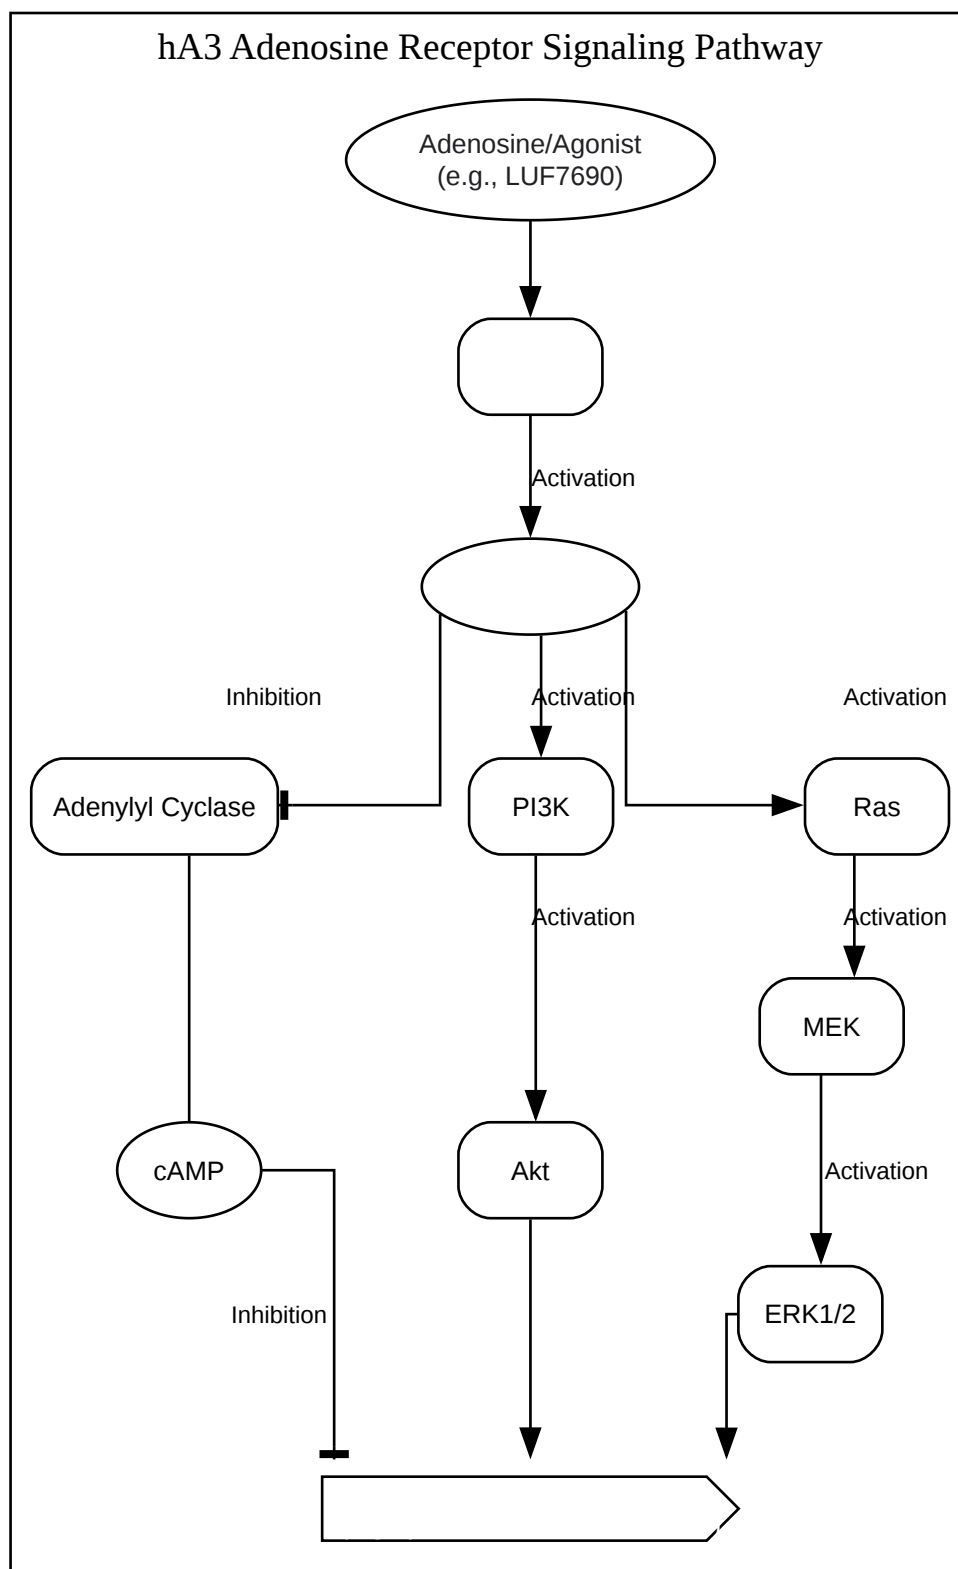 hA3 Adenosine Receptor Signaling Pathway
Adenosine/Agonist
(e.g., LUF7690)
Activation
Inhibition
Activation
Activation
Adenylyl Cyclase
PI3K
Ras
Activation
Activation
MEK
cAMP
Akt
Activation
Inhibition
ERK1/2